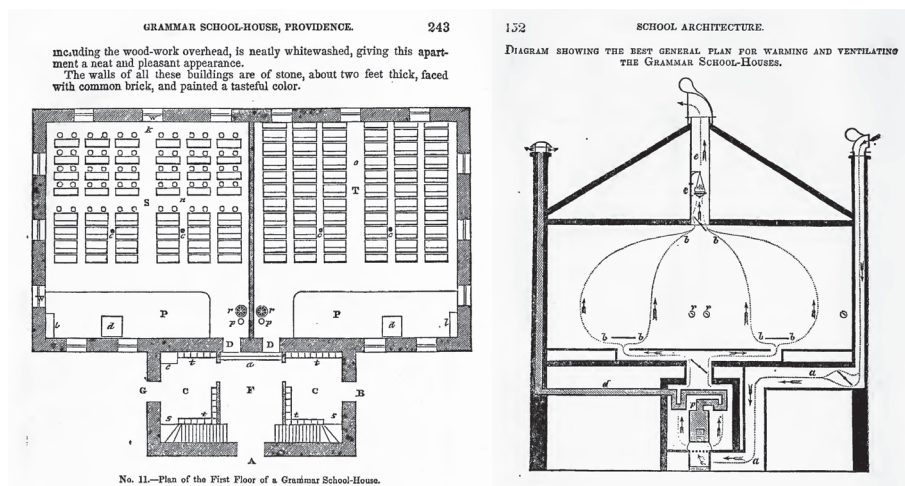 GRAMMAR SCHOOL-HOUSE, PROVIDENCE. 243
including the wood-work overhead, is neatly whitewashed, giving this apart-
ment a neat and pleasant appearance.
The walls of all these buildings are of stone, about two feet thick, faced
with common brick, and painted a tasteful color.
w
k
S
n
c
c
o
T
c
c
w
P
r
r
P
p
p
b
d
d
l
D
D
e
t
a
t
G
C
F
C
B
s
t
t
s
A
No. 11.—Plan of the First Floor of a Grammar School-House.
152 SCHOOL ARCHITECTURE.
DIAGRAM SHOWING THE BEST GENERAL PLAN FOR WARMING AND VENTILATING
THE GRAMMAR SCHOOL-HOUSES.
e
b
b
r
r
b
b
b
b
a
d
p
a